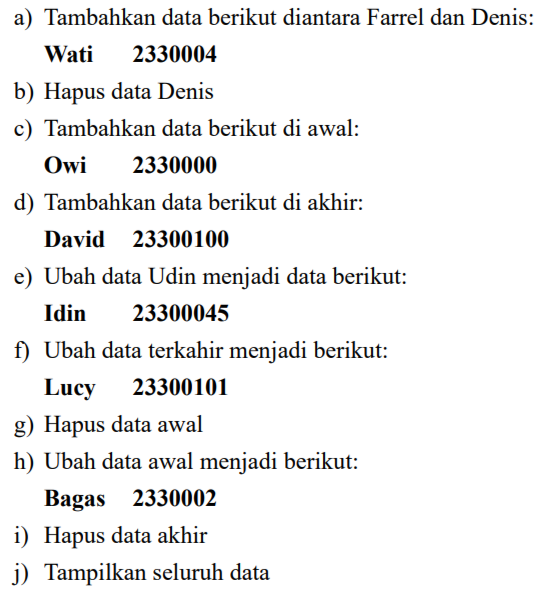 a) Tambahkan data berikut diantara Farrel dan Denis:
Wati 2330004
b) Hapus data Denis
c) Tambahkan data berikut di awal:
Owi 2330000
d) Tambahkan data berikut di akhir:
David 23300100
e) Ubah data Udin menjadi data berikut:
Idin 23300045
f) Ubah data terkahir menjadi berikut:
Lucy 23300101
g) Hapus data awal
h) Ubah data awal menjadi berikut:
Bagas 2330002
i) Hapus data akhir
j) Tampilkan seluruh data